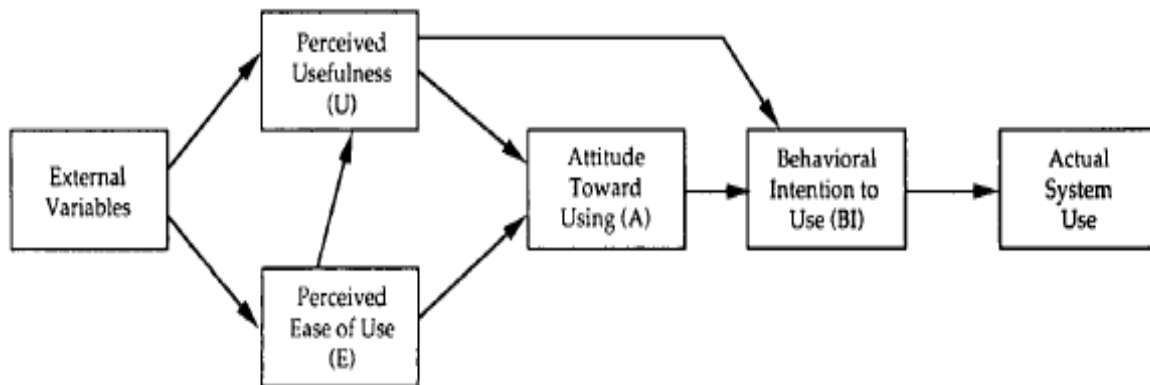 Perceived
Usefulness
(U)
External
Variables
Attitude
Toward
Using (A)
Behavioral
Intention to
Use (BI)
Actual
System
Use
Perceived
Ease of Use
(E)